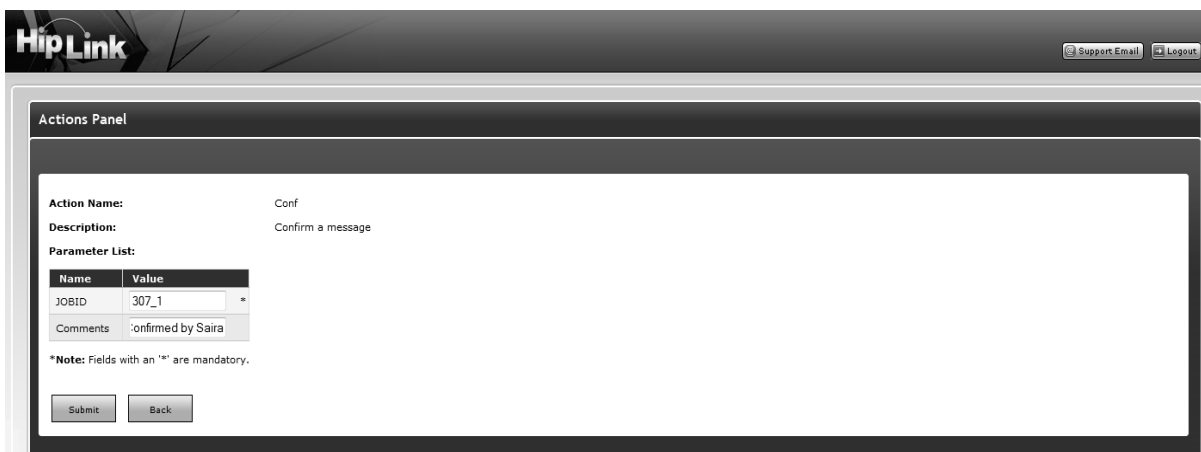 HipLink
Support Email Logout
Actions Panel
Action Name: Conf
Description: Confirm a message
Parameter List:
Name Value
JOBID 307_1 *
Comments onfirmed by Saira
*Note: Fields with an '*' are mandatory.
Submit Back